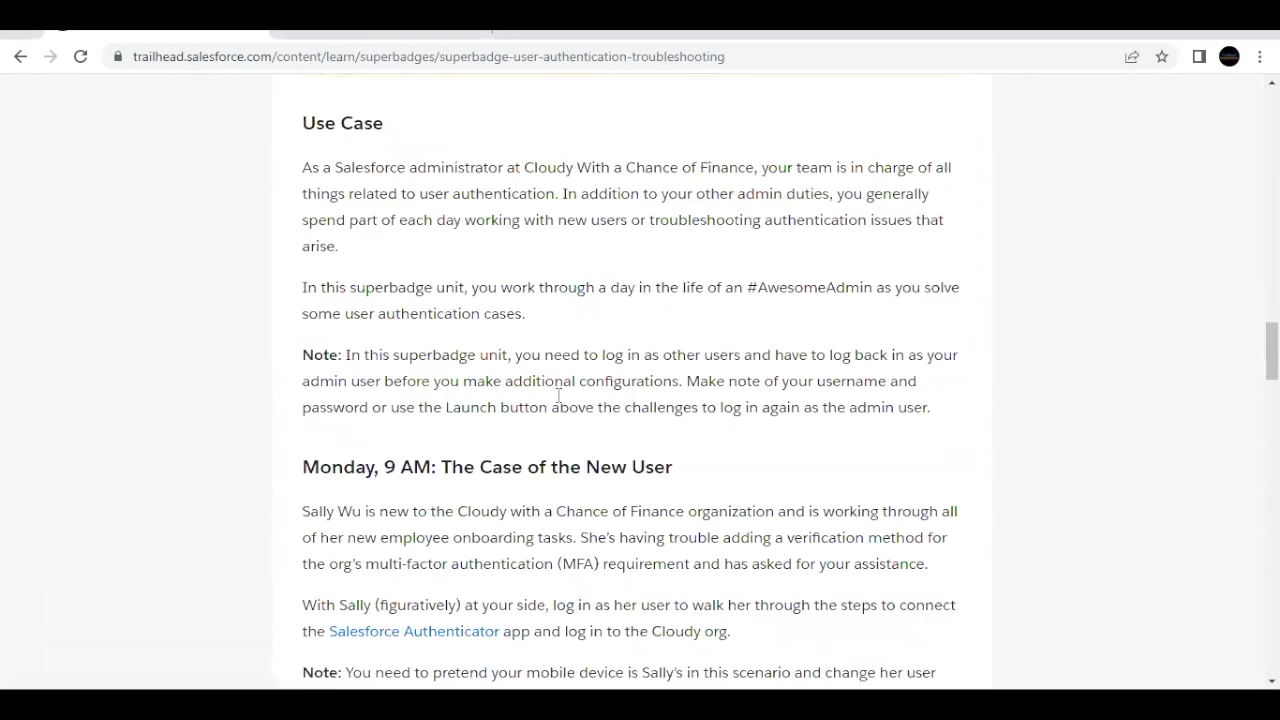 trailhead.salesforce.com/content/learn/superbadges/superbadge-user-authentication-troubleshooting
Use Case
As a Salesforce administrator at Cloudy With a Chance of Finance, your team is in charge of all
things related to user authentication. In addition to your other admin duties, you generally
spend part of each day working with new users or troubleshooting authentication issues that
arise.
In this superbadge unit, you work through a day in the life of an #AwesomeAdmin as you solve
some user authentication cases.
Note: In this superbadge unit, you need to log in as other users and have to log back in as your
admin user before you make additional configurations. Make note of your username and
password or use the Launch button above the challenges to log in again as the admin user.
Monday, 9 AM: The Case of the New User
Sally Wu is new to the Cloudy with a Chance of Finance organization and is working through all
of her new employee onboarding tasks. She's having trouble adding a verification method for
the org's multi-factor authentication (MFA) requirement and has asked for your assistance.
With Sally (figuratively) at your side, log in as her user to walk her through the steps to connect
the Salesforce Authenticator app and log in to the Cloudy org.
Note: You need to pretend your mobile device is Sally's in this scenario and change her user